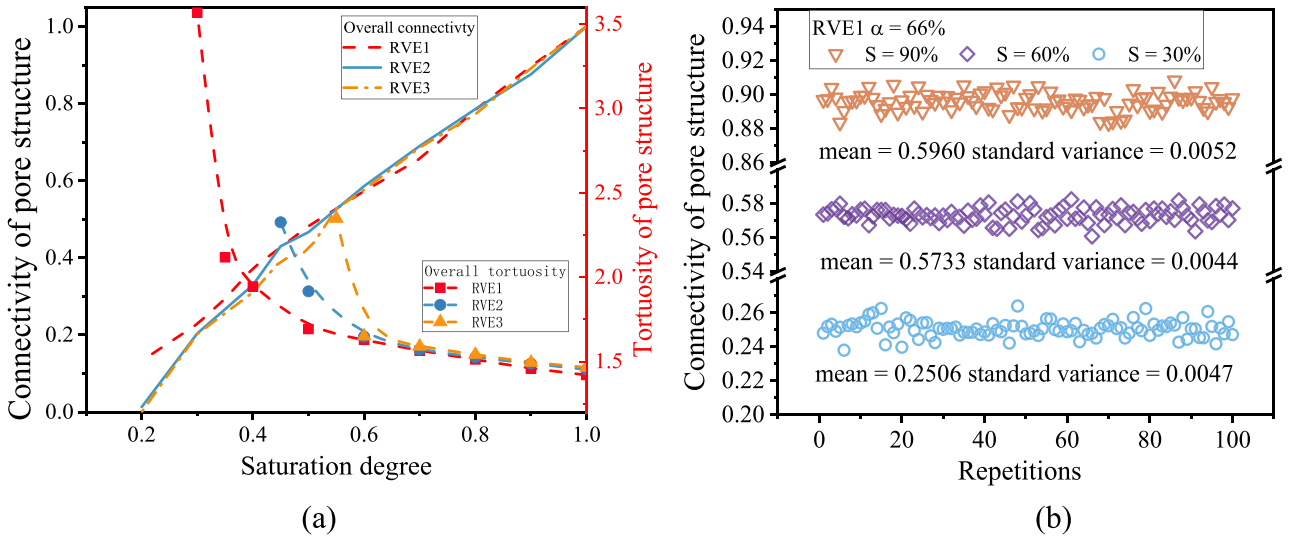 Connectivity of pore structure
1.0
0.8
0.6
0.4
0.2
0.0
Overall connectivty
RVE1
RVE2
RVE3
Overall tortuosity
RVE1
RVE2
RVE3
3.5
3.0
2.5
2.0
1.5
Tortuosity of pore structure
0.2 0.4 0.6 0.8 1.0
Saturation degree
(a)
Connectivity of pore structure
0.94
0.92
0.90
0.88
0.86
0.58
0.56
0.54
0.26
0.24
0.22
0.20
RVE1 α = 66%
S = 90% S = 60% S = 30%
mean = 0.5960 standard variance = 0.0052
mean = 0.5733 standard variance = 0.0044
mean = 0.2506 standard variance = 0.0047
0 20 40 60 80 100
Repetitions
(b)